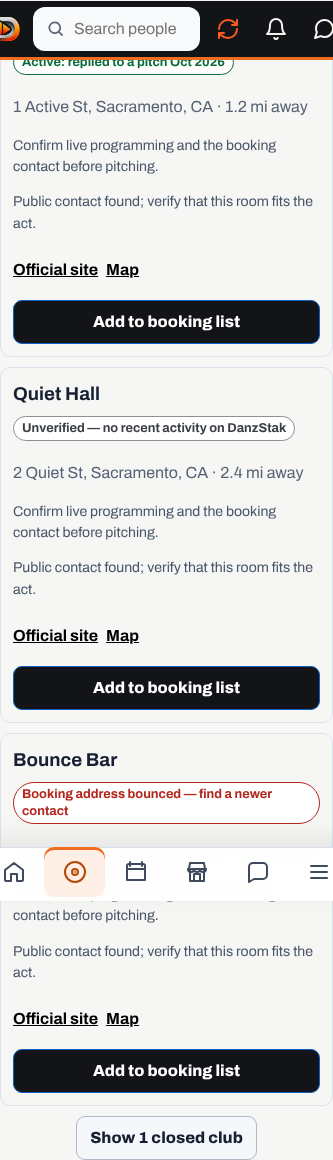 Search people
Active: replied to a pitch Oct 2026
1 Active St, Sacramento, CA · 1.2 mi away
Confirm live programming and the booking
contact before pitching.
Public contact found; verify that this room fits the
act.
Official site Map
Add to booking list
Quiet Hall
Unverified — no recent activity on DanzStak
2 Quiet St, Sacramento, CA · 2.4 mi away
Confirm live programming and the booking
contact before pitching.
Public contact found; verify that this room fits the
act.
Official site Map
Add to booking list
Bounce Bar
Booking address bounced — find a newer
contact
contact before pitching.
Public contact found; verify that this room fits the
act.
Official site Map
Add to booking list
Show 1 closed club